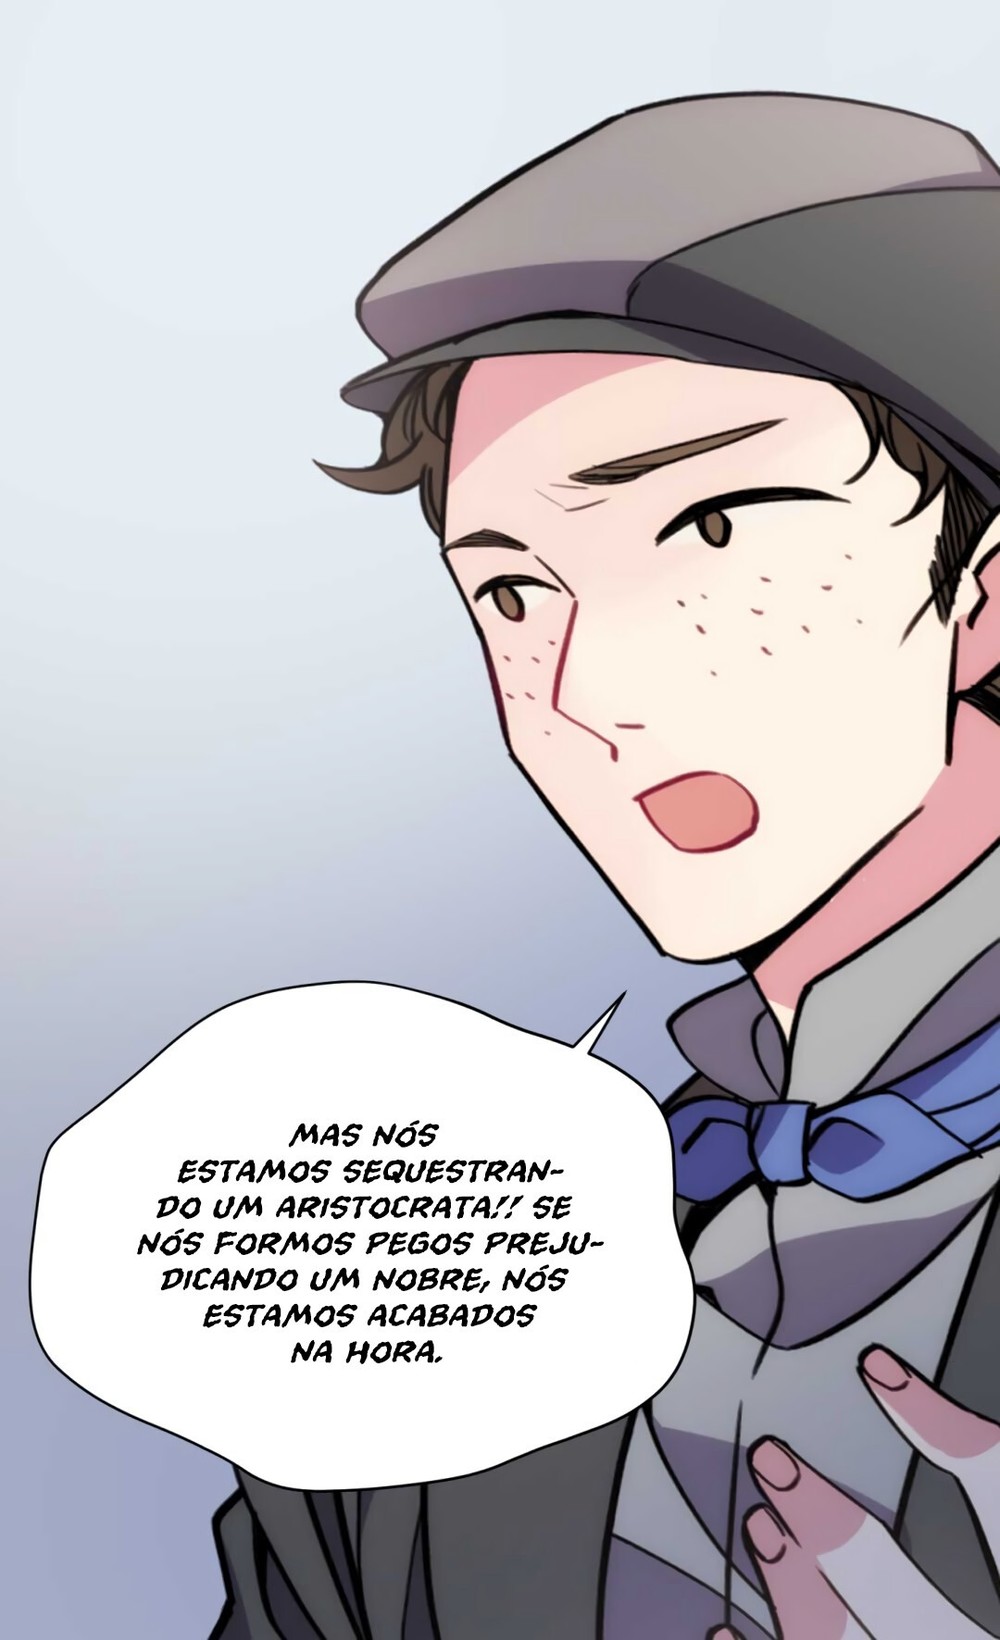 MAS NÓS
ESTAMOS SEQUESTRAN-
DO UM ARISTOCRATA!! SE
NÓS FORMOS PEGOS PREJU-
DICANDO UM NOBRE, NÓS
ESTAMOS ACABADOS
NA HORA.